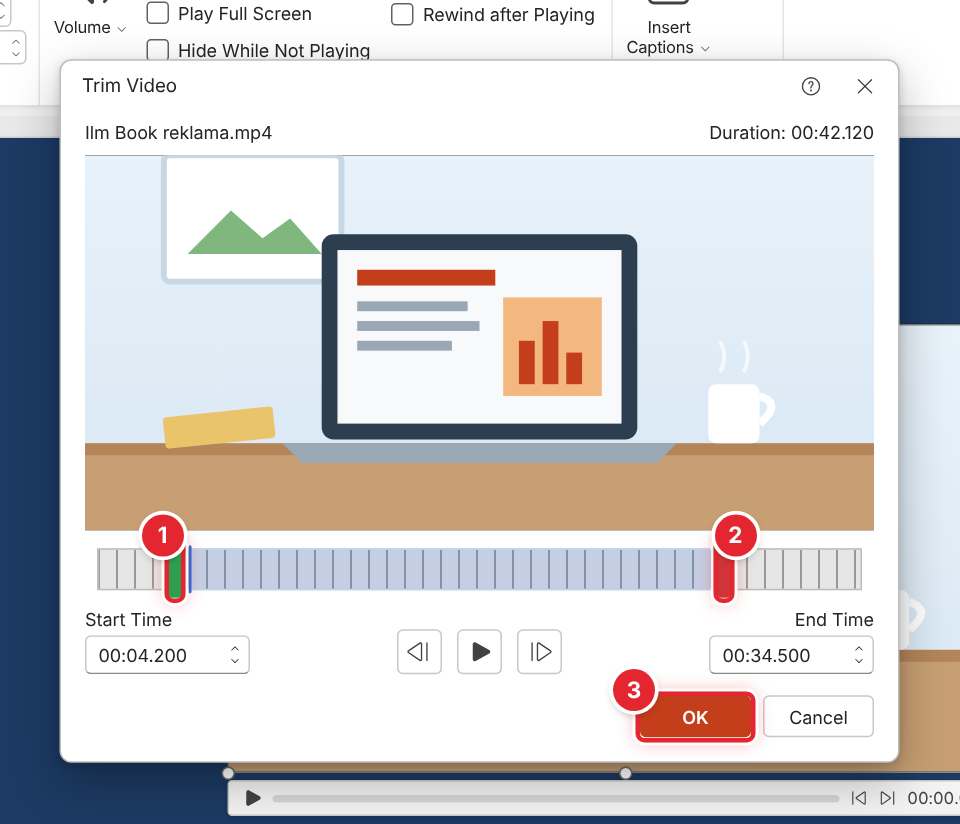 Volume
Play Full Screen
Rewind after Playing
Hide While Not Playing
Insert
Captions
Trim Video
Ilm Book reklama.mp4
Duration: 00:42.120
1
2
Start Time
End Time
00:04.200
00:34.500
3
OK
Cancel
00:00.